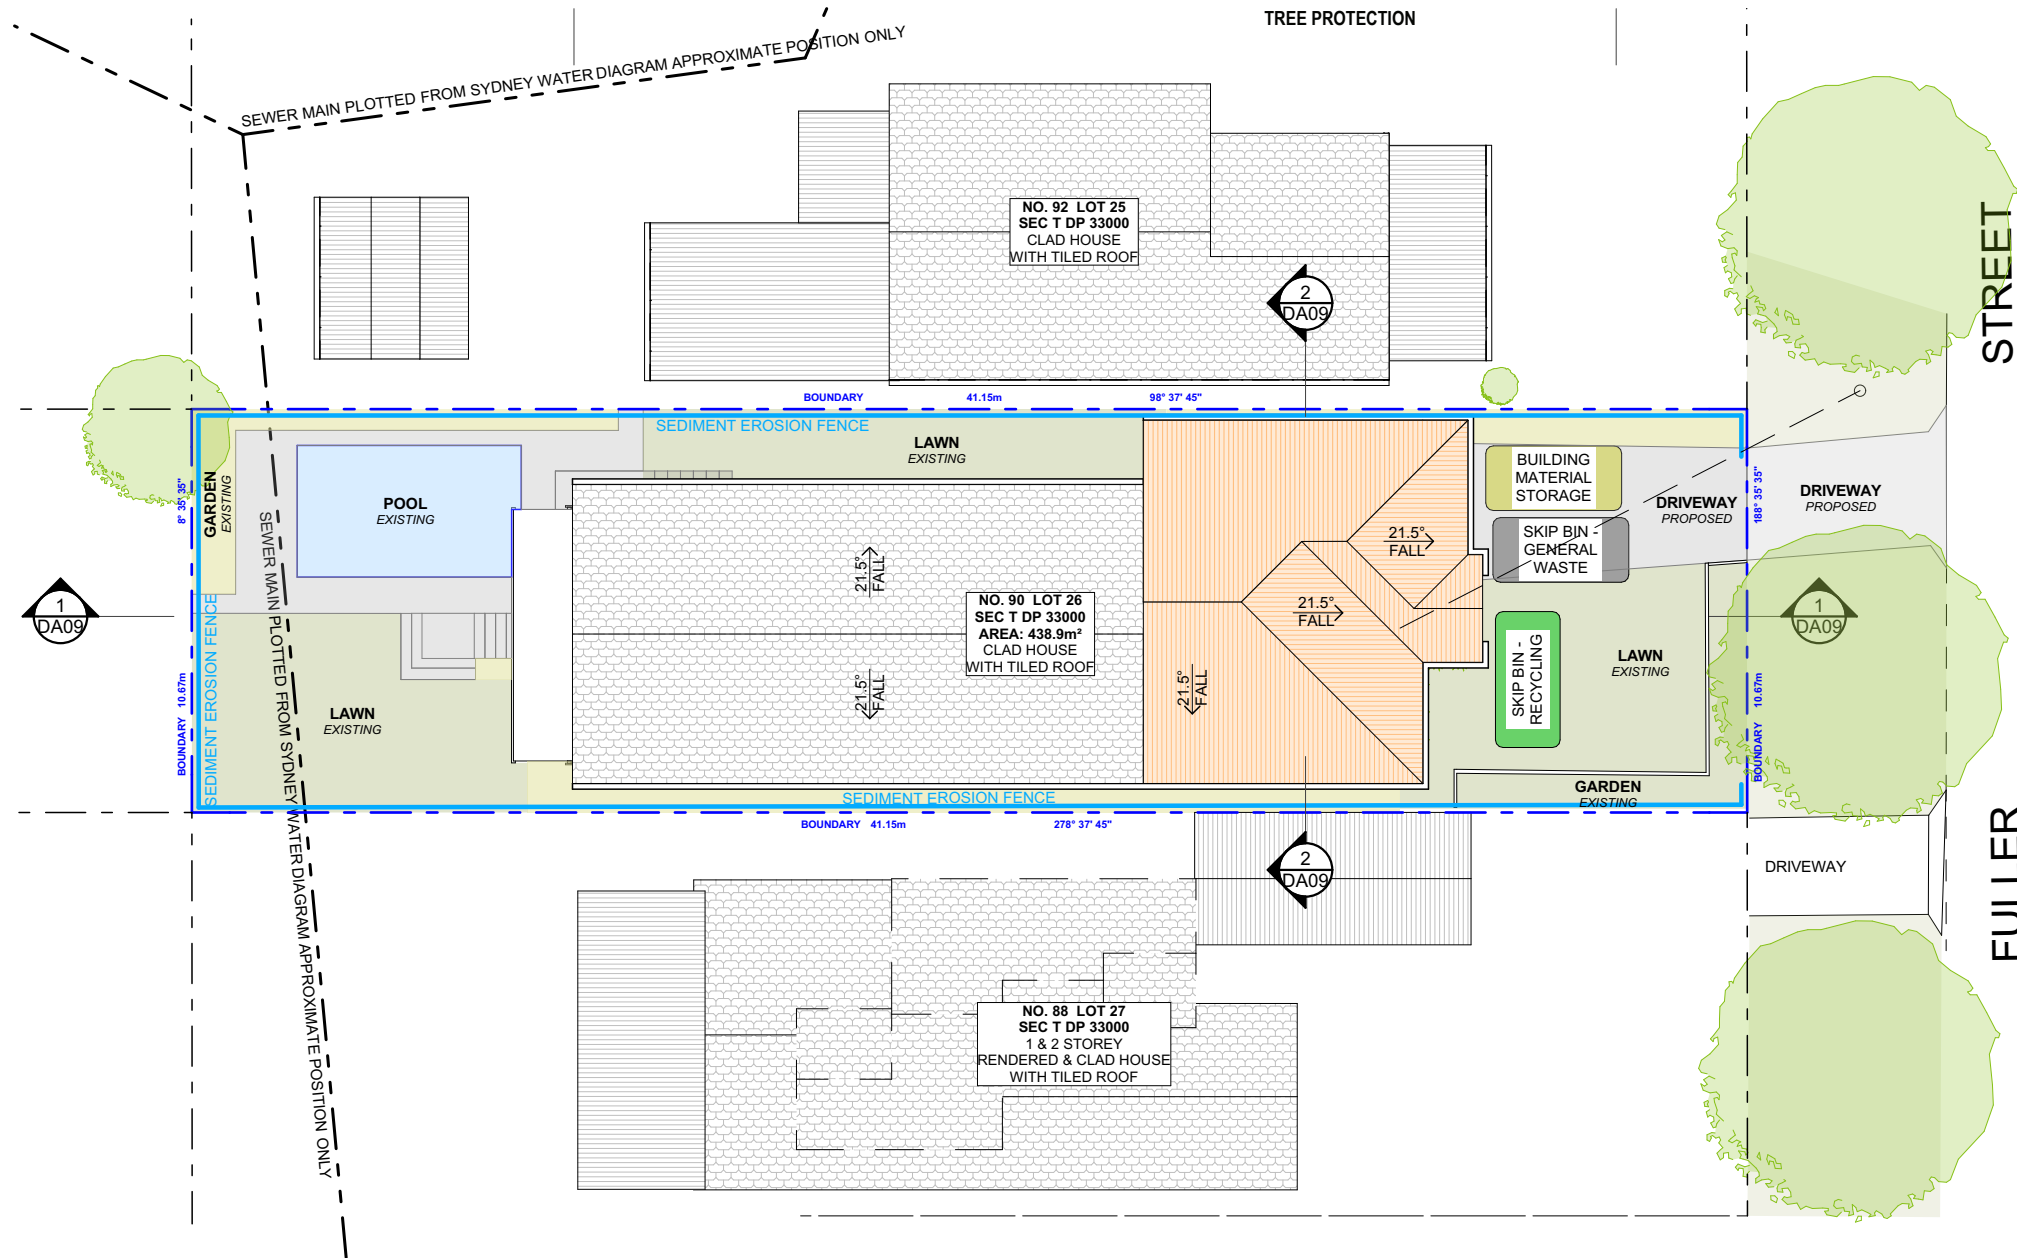 TREE PROTECTION
SEWER MAIN PLOTTED FROM SYDNEY WATER DIAGRAM APPROXIMATE POSITION ONLY
STREET
NO. 92 LOT 25
SEC T DP 33000
CLAD HOUSE
WITH TILED ROOF
2
DA09
BOUNDARY 41.15m 98° 37' 45"
SEDIMENT EROSION FENCE
LAWN
EXISTING
GARDEN
EXISTING
8° 35' 35"
POOL
EXISTING
BUILDING
MATERIAL
STORAGE
DRIVEWAY
PROPOSED
188° 35' 35"
DRIVEWAY
PROPOSED
SKIP BIN -
GENERAL
WASTE
21.5°
FALL
21.5°
FALL
21.5°
FALL
21.5°
FALL
21.5°
FALL
NO. 90 LOT 26
SEC T DP 33000
AREA: 438.9m²
CLAD HOUSE
WITH TILED ROOF
1
DA09
1
DA09
SKIP BIN -
RECYCLING
LAWN
EXISTING
BOUNDARY 10.67m
SEDIMENT EROSION FENCE
SEWER MAIN PLOTTED FROM SYDNEY WATER DIAGRAM APPROXIMATE POSITION ONLY
LAWN
EXISTING
BOUNDARY 10.67m
GARDEN
EXISTING
SEDIMENT EROSION FENCE
BOUNDARY 41.15m 278° 37' 45"
2
DA09
DRIVEWAY
FULLER
NO. 88 LOT 27
SEC T DP 33000
1 & 2 STOREY
RENDERED & CLAD HOUSE
WITH TILED ROOF